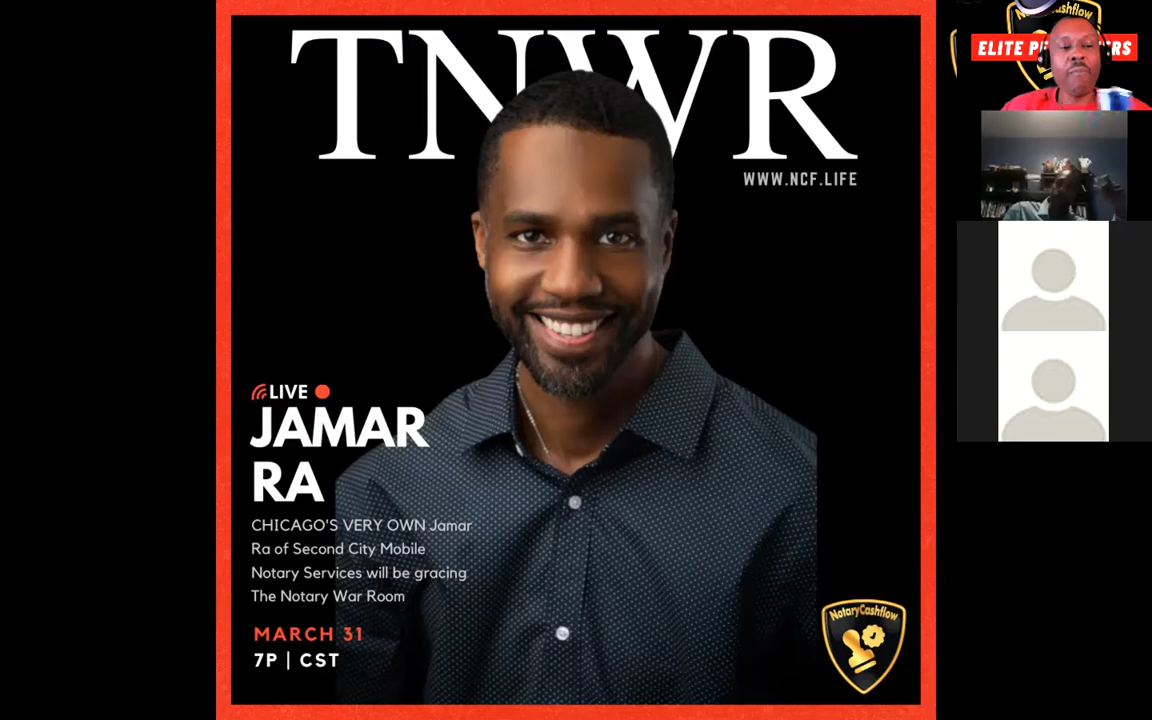 TNWR
WWW.NCF.LIFE
LIVE
JAMAR
RA
CHICAGO'S VERY OWN Jamar
Ra of Second City Mobile
Notary Services will be gracing
The Notary War Room
MARCH 31
7P | CST
NotaryCashflow
ELITE